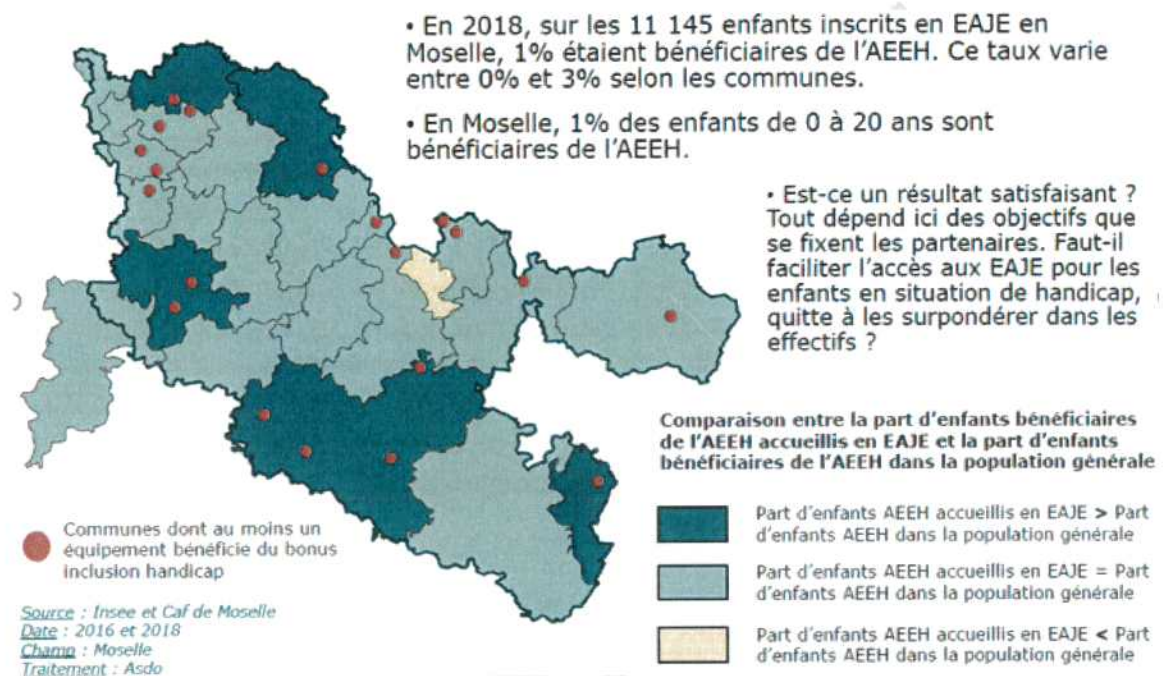 • En 2018, sur les 11 145 enfants inscrits en EAJE en
Moselle, 1% étaient bénéficiaires de l'AEEH. Ce taux varie
entre 0% et 3% selon les communes.
• En Moselle, 1% des enfants de 0 à 20 ans sont
bénéficiaires de l'AEEH.
• Est-ce un résultat satisfaisant ?
Tout dépend ici des objectifs que
se fixent les partenaires. Faut-il
faciliter l'accès aux EAJE pour les
enfants en situation de handicap,
quitte à les surpondérer dans les
effectifs ?
Comparaison entre la part d'enfants bénéficiaires
de l'AEEH accueillis en EAJE et la part d'enfants
bénéficiaires de l'AEEH dans la population générale
Part d'enfants AEEH accueillis en EAJE > Part
d'enfants AEEH dans la population générale
Part d'enfants AEEH accueillis en EAJE = Part
d'enfants AEEH dans la population générale
Part d'enfants AEEH accueillis en EAJE < Part
d'enfants AEEH dans la population générale
Communes dont au moins un
équipement bénéficie du bonus
inclusion handicap
Source : Insee et Caf de Moselle
Date : 2016 et 2018
Champ : Moselle
Traitement : Asdo